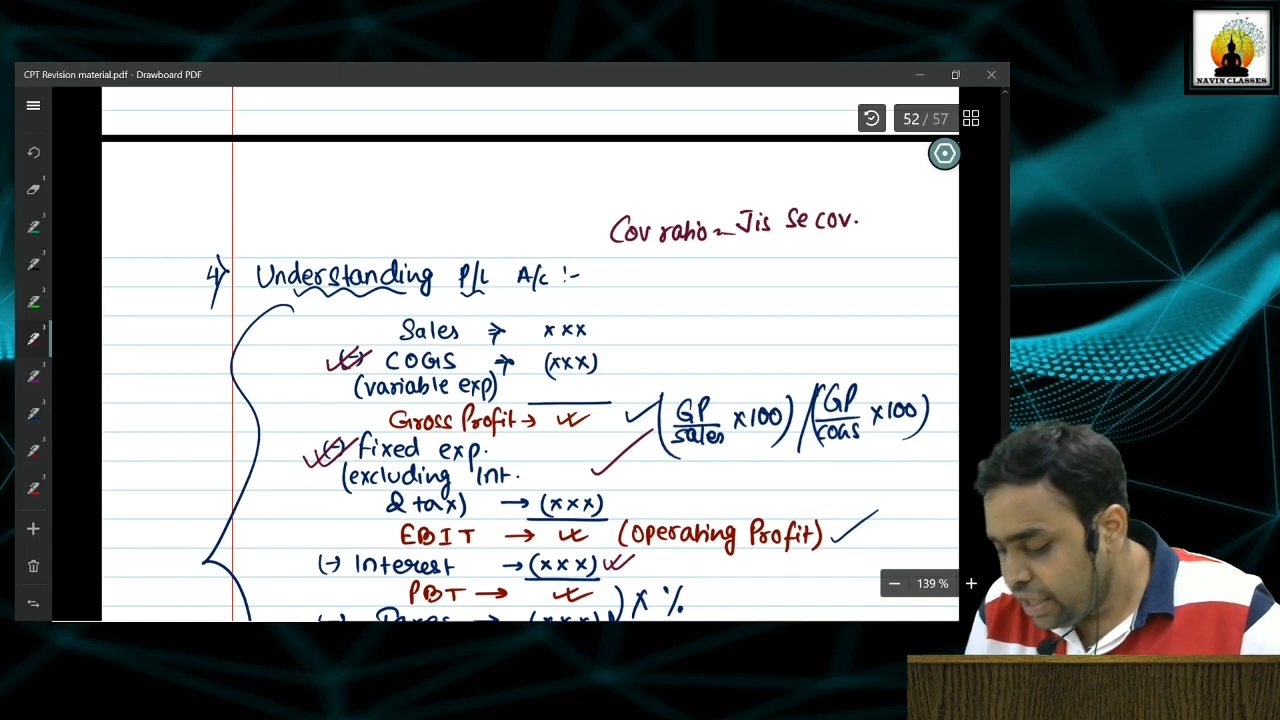 NAVIN CLASSES
CPT Revision material.pdf - Drawboard PDF
52 / 57
Cov ratio - Jis se cov.
4) Understanding P/L A/c :-
Sales → xxx
(-) COGS → (xxx)
(variable exp)
Gross Profit → (GP/sales x 100) / (GP/COGS x 100)
(-) Fixed exp.
(excluding Int.
& tax) → (xxx)
EBIT → (Operating Profit)
(-) Interest → (xxx)
PBT → ) x %
139 %